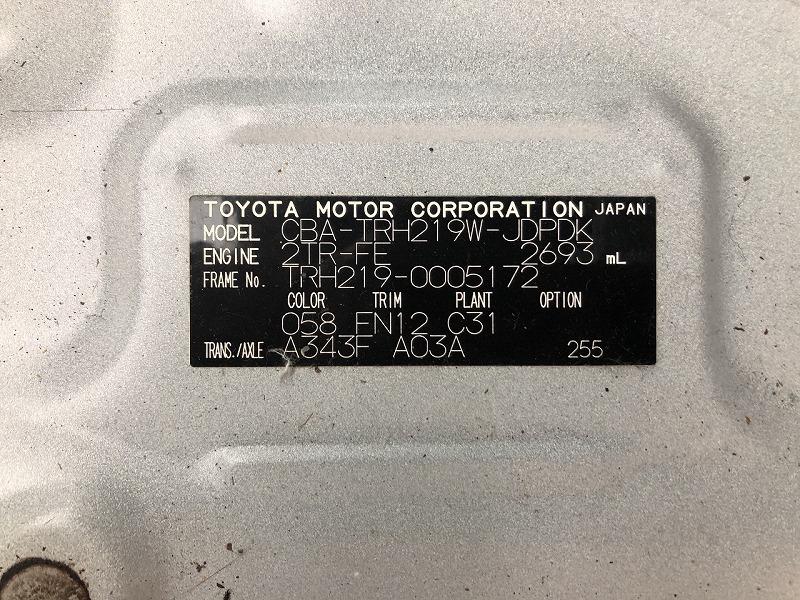 TOYOTA MOTOR CORPORATION JAPAN
MODEL CBA-TRH219W-JDPDK
ENGINE 2TR-FE 2693 mL
FRAME No. TRH219-0005172
COLOR TRIM PLANT OPTION
058 FN12 C31
TRANS./AXLE A343F A03A 255